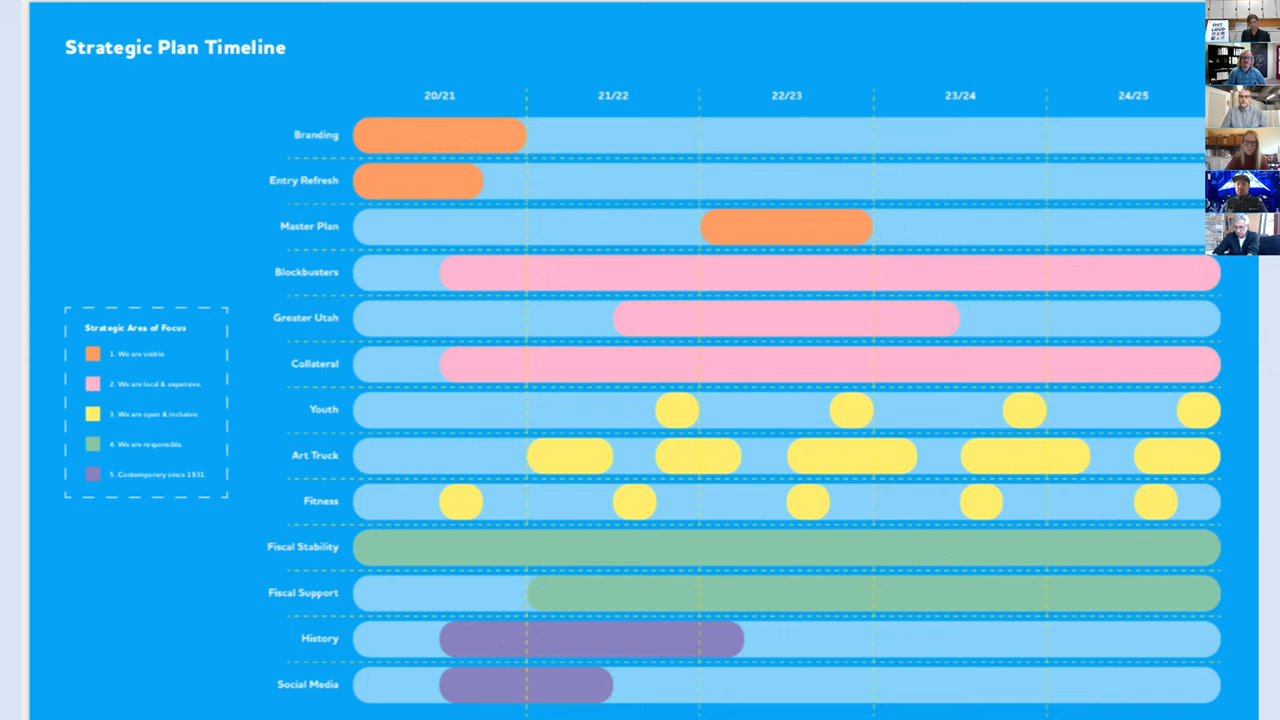 Strategic Plan Timeline
20/21 21/22 22/23 23/24 24/25
Branding
Entry Refresh
Master Plan
Blockbusters
Greater Utah
Collateral
Youth
Art Truck
Fitness
Fiscal Stability
Fiscal Support
History
Social Media
Strategic Area of Focus
1. We are visible.
2. We are local & expansive.
3. We are open & inclusive.
4. We are responsible.
5. Contemporary since 1931.
OUT
LOUD